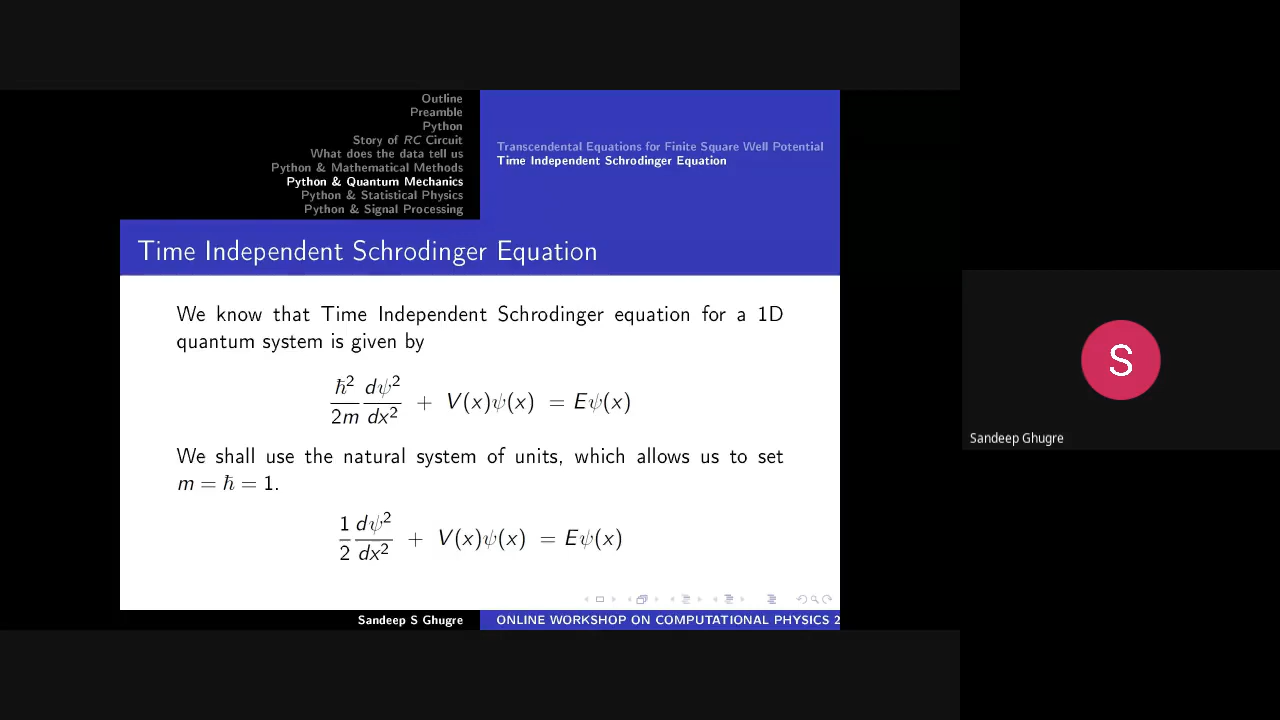 Outline
Preamble
Python
Story of RC Circuit
What does the data tell us
Python & Mathematical Methods
Python & Quantum Mechanics
Python & Statistical Physics
Python & Signal Processing
Transcendental Equations for Finite Square Well Potential
Time Independent Schrodinger Equation
Time Independent Schrodinger Equation
We know that Time Independent Schrodinger equation for a 1D
quantum system is given by
ħ²/2m dψ²/dx² + V(x)ψ(x) = Eψ(x)
We shall use the natural system of units, which allows us to set
m = ħ = 1.
1/2 dψ²/dx² + V(x)ψ(x) = Eψ(x)
Sandeep S Ghugre
ONLINE WORKSHOP ON COMPUTATIONAL PHYSICS 2
S
Sandeep Ghugre